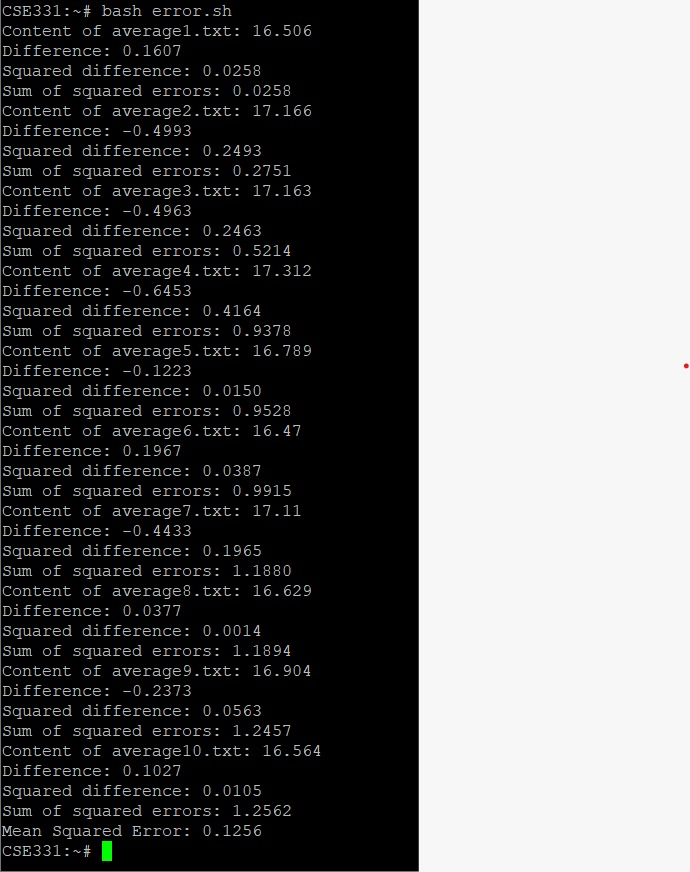 CSE331:~# bash error.sh
Content of average1.txt: 16.506
Difference: 0.1607
Squared difference: 0.0258
Sum of squared errors: 0.0258
Content of average2.txt: 17.166
Difference: -0.4993
Squared difference: 0.2493
Sum of squared errors: 0.2751
Content of average3.txt: 17.163
Difference: -0.4963
Squared difference: 0.2463
Sum of squared errors: 0.5214
Content of average4.txt: 17.312
Difference: -0.6453
Squared difference: 0.4164
Sum of squared errors: 0.9378
Content of average5.txt: 16.789
Difference: -0.1223
Squared difference: 0.0150
Sum of squared errors: 0.9528
Content of average6.txt: 16.47
Difference: 0.1967
Squared difference: 0.0387
Sum of squared errors: 0.9915
Content of average7.txt: 17.11
Difference: -0.4433
Squared difference: 0.1965
Sum of squared errors: 1.1880
Content of average8.txt: 16.629
Difference: 0.0377
Squared difference: 0.0014
Sum of squared errors: 1.1894
Content of average9.txt: 16.904
Difference: -0.2373
Squared difference: 0.0563
Sum of squared errors: 1.2457
Content of average10.txt: 16.564
Difference: 0.1027
Squared difference: 0.0105
Sum of squared errors: 1.2562
Mean Squared Error: 0.1256
CSE331:~#